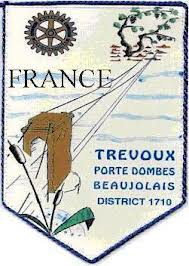 FRANCE
TREVOUX
PORTE DOMBES
BEAUJOLAIS
DISTRICT 1710